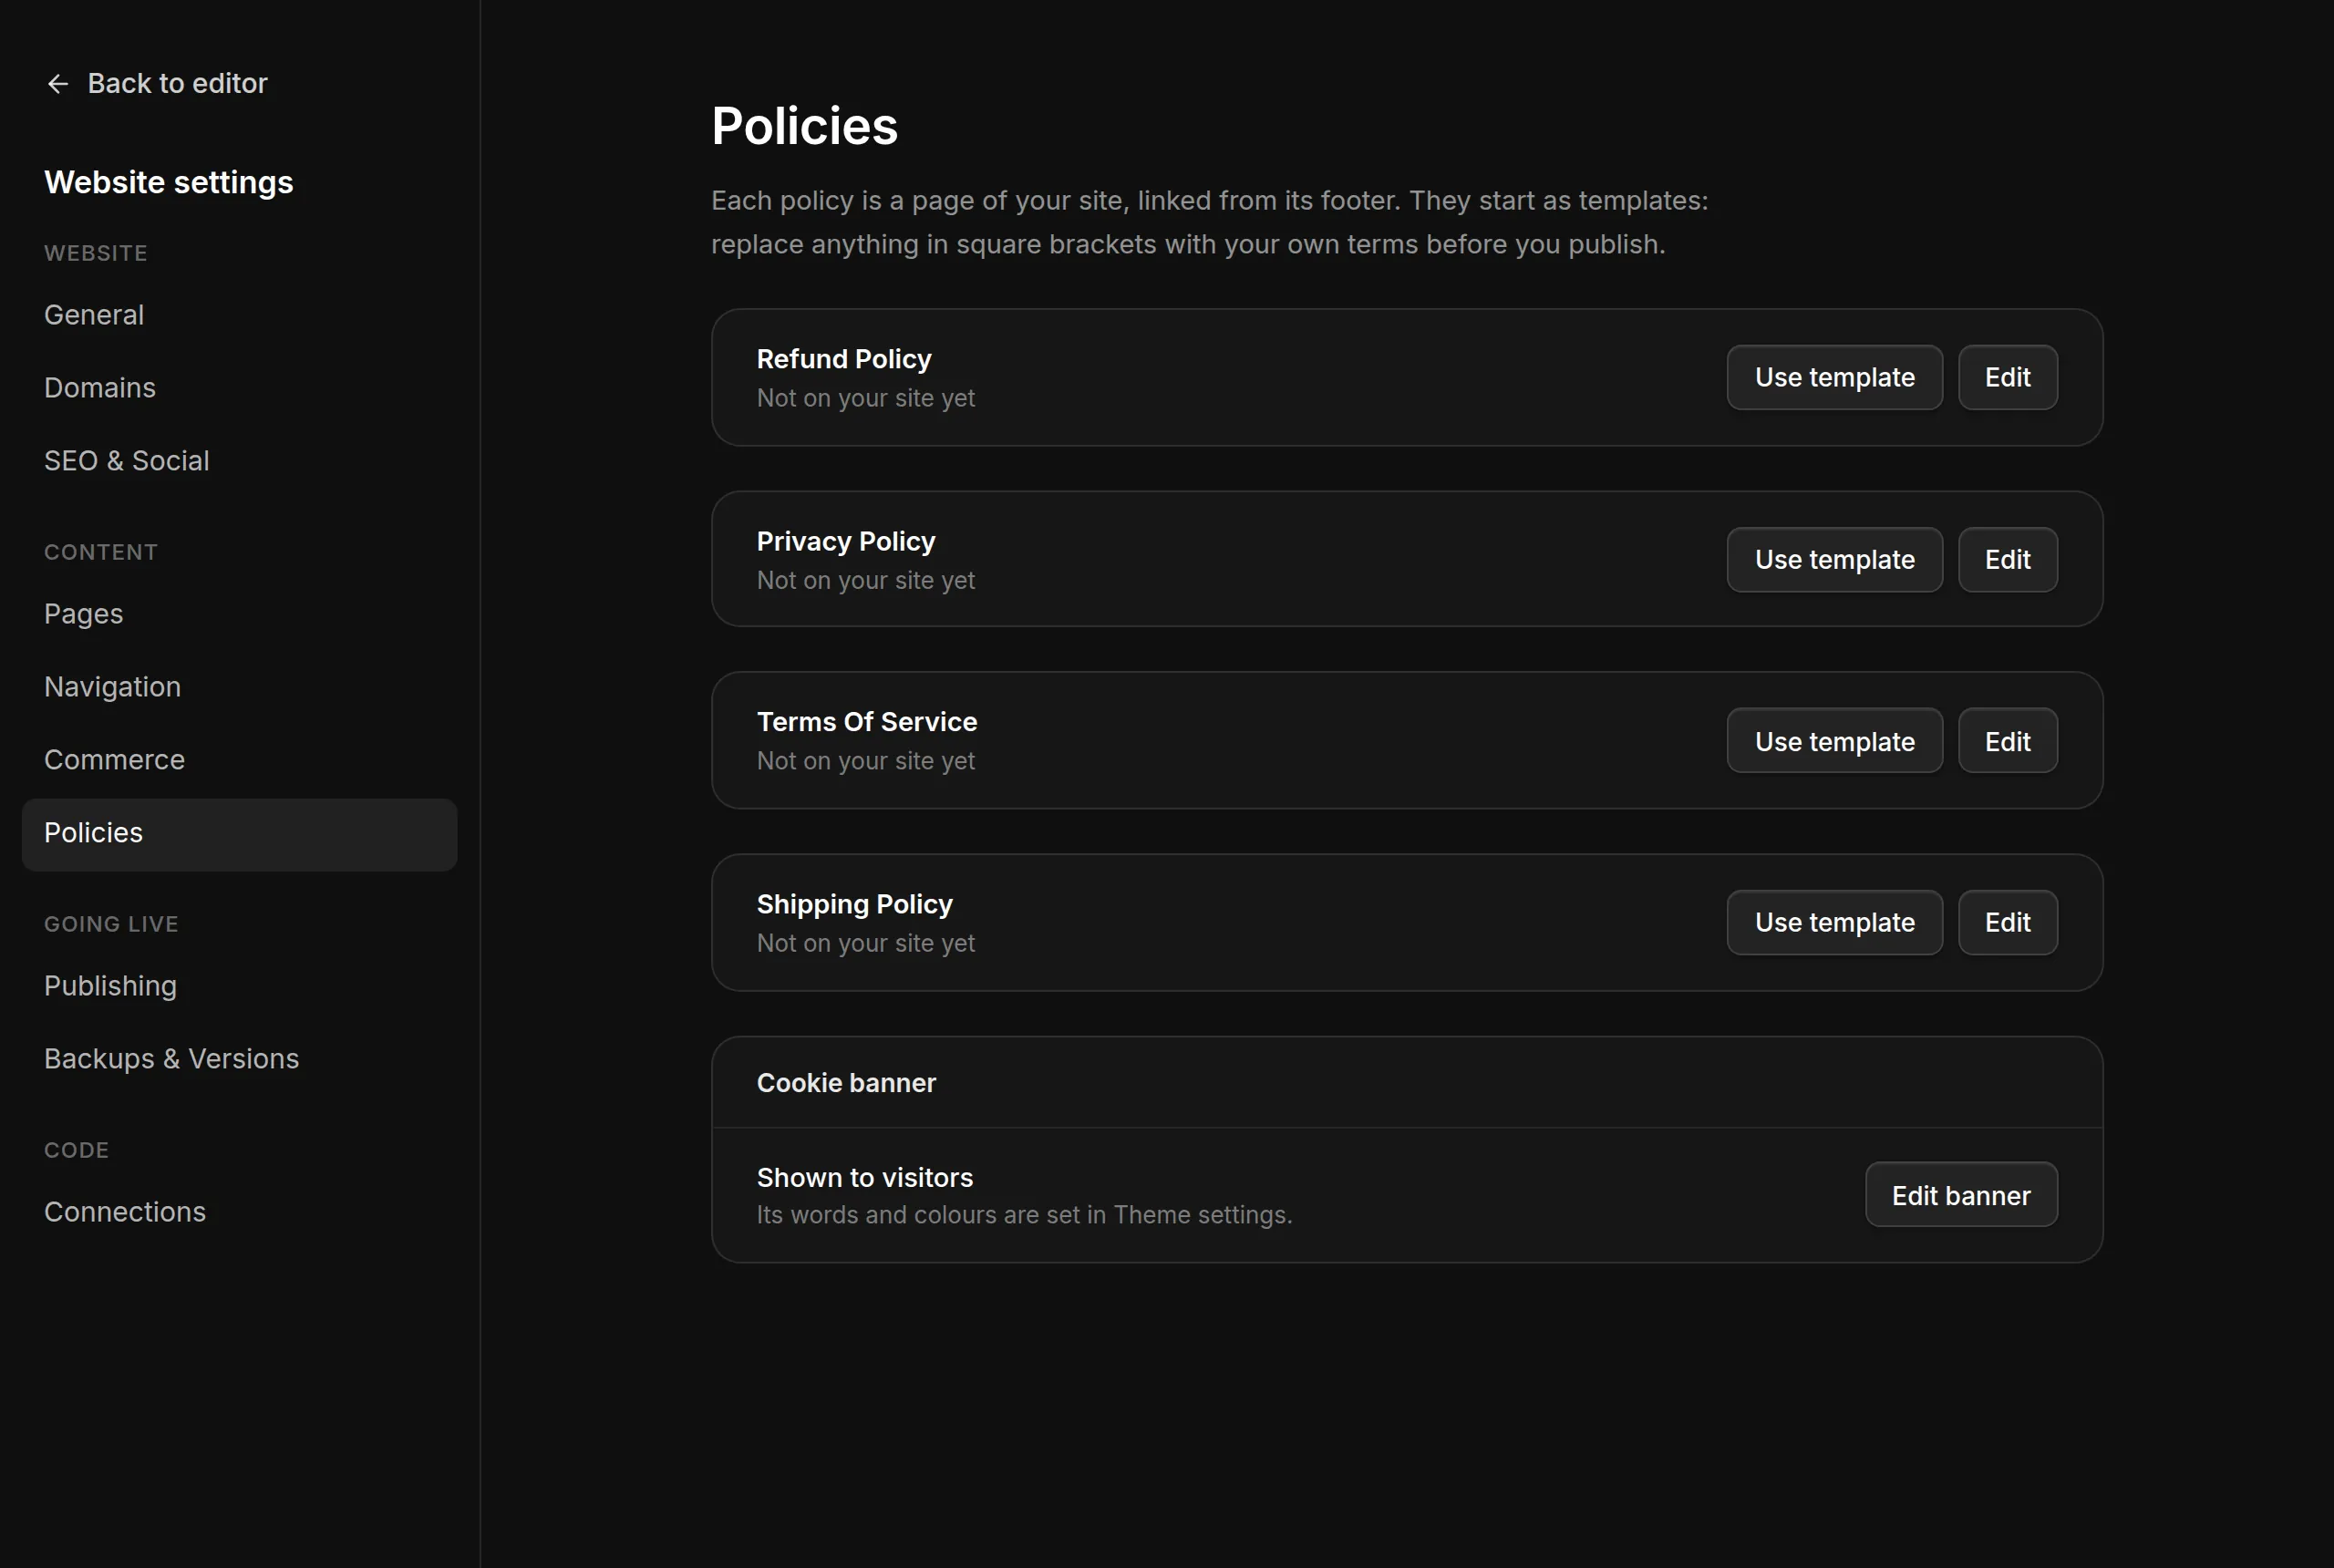 Back to editor
Website settings
WEBSITE
General
Domains
SEO & Social
CONTENT
Pages
Navigation
Commerce
Policies
GOING LIVE
Publishing
Backups & Versions
CODE
Connections
Policies
Each policy is a page of your site, linked from its footer. They start as templates:
replace anything in square brackets with your own terms before you publish.
Refund Policy
Not on your site yet
Use template
Edit
Privacy Policy
Not on your site yet
Use template
Edit
Terms Of Service
Not on your site yet
Use template
Edit
Shipping Policy
Not on your site yet
Use template
Edit
Cookie banner
Shown to visitors
Its words and colours are set in Theme settings.
Edit banner